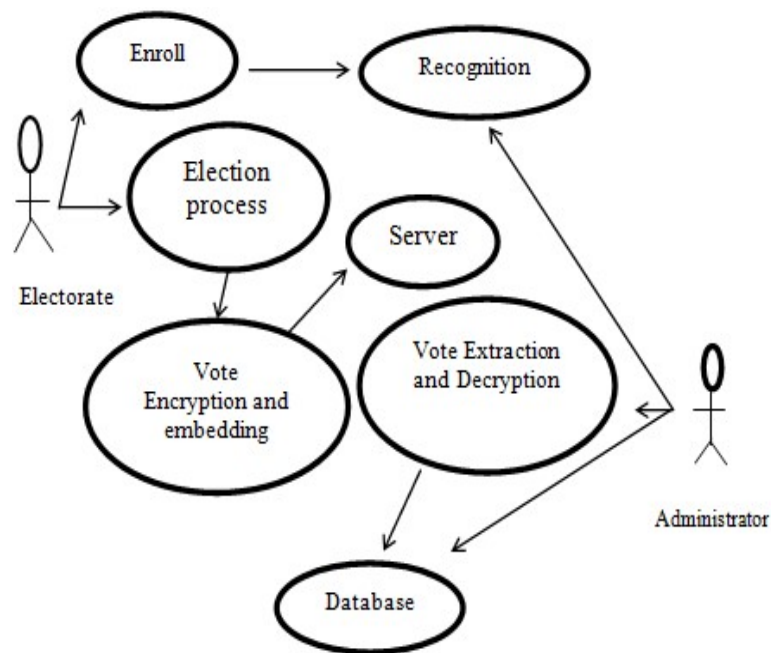 Enroll
Recognition
Election
process
Server
Electorate
Vote Extraction
and Decryption
Vote
Encryption and
embedding
Administrator
Database